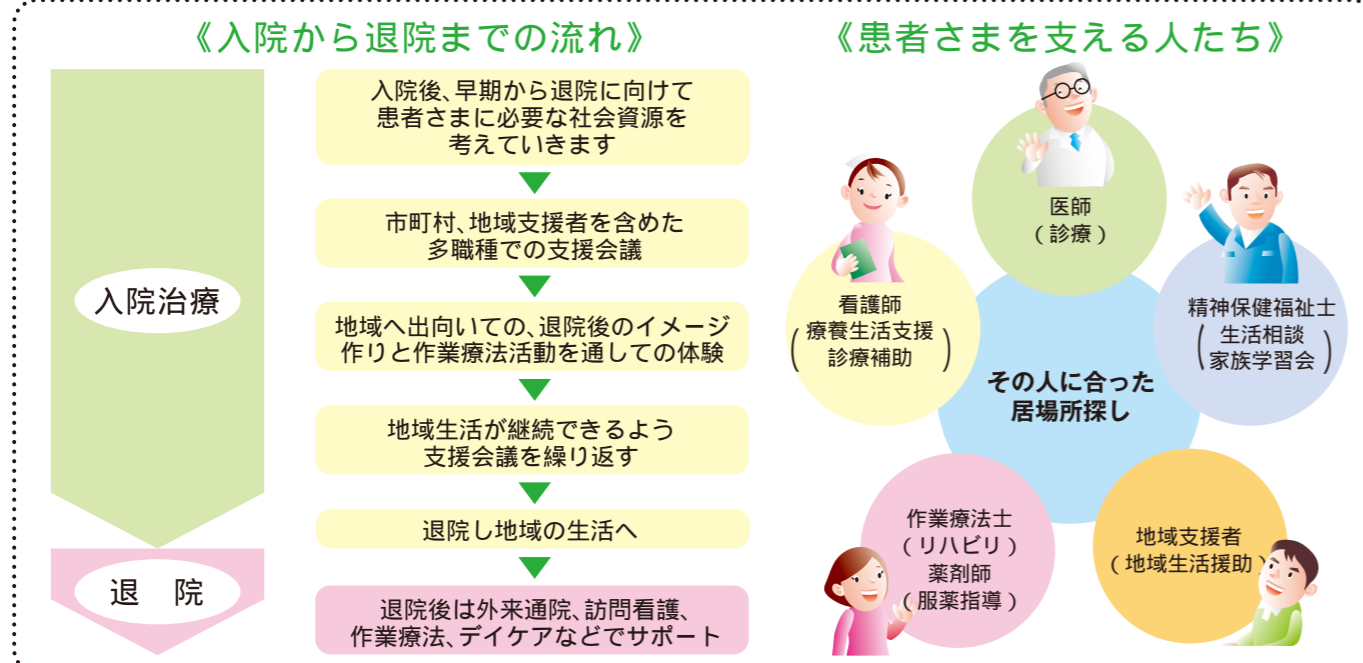 《入院から退院までの流れ》
入院治療
退　院
入院後、早期から退院に向けて
患者さまに必要な社会資源を
考えていきます
市町村、地域支援者を含めた
多職種での支援会議
地域へ出向いての、退院後のイメージ
作りと作業療法活動を通しての体験
地域生活が継続できるよう
支援会議を繰り返す
退院し地域の生活へ
退院後は外来通院、訪問看護、
作業療法、デイケアなどでサポート
《患者さまを支える人たち》
医師
（診療）
看護師
（療養生活支援
診療補助）
精神保健福祉士
（生活相談
家族学習会）
その人に合った
居場所探し
作業療法士
（リハビリ）
薬剤師
（服薬指導）
地域支援者
（地域生活援助）